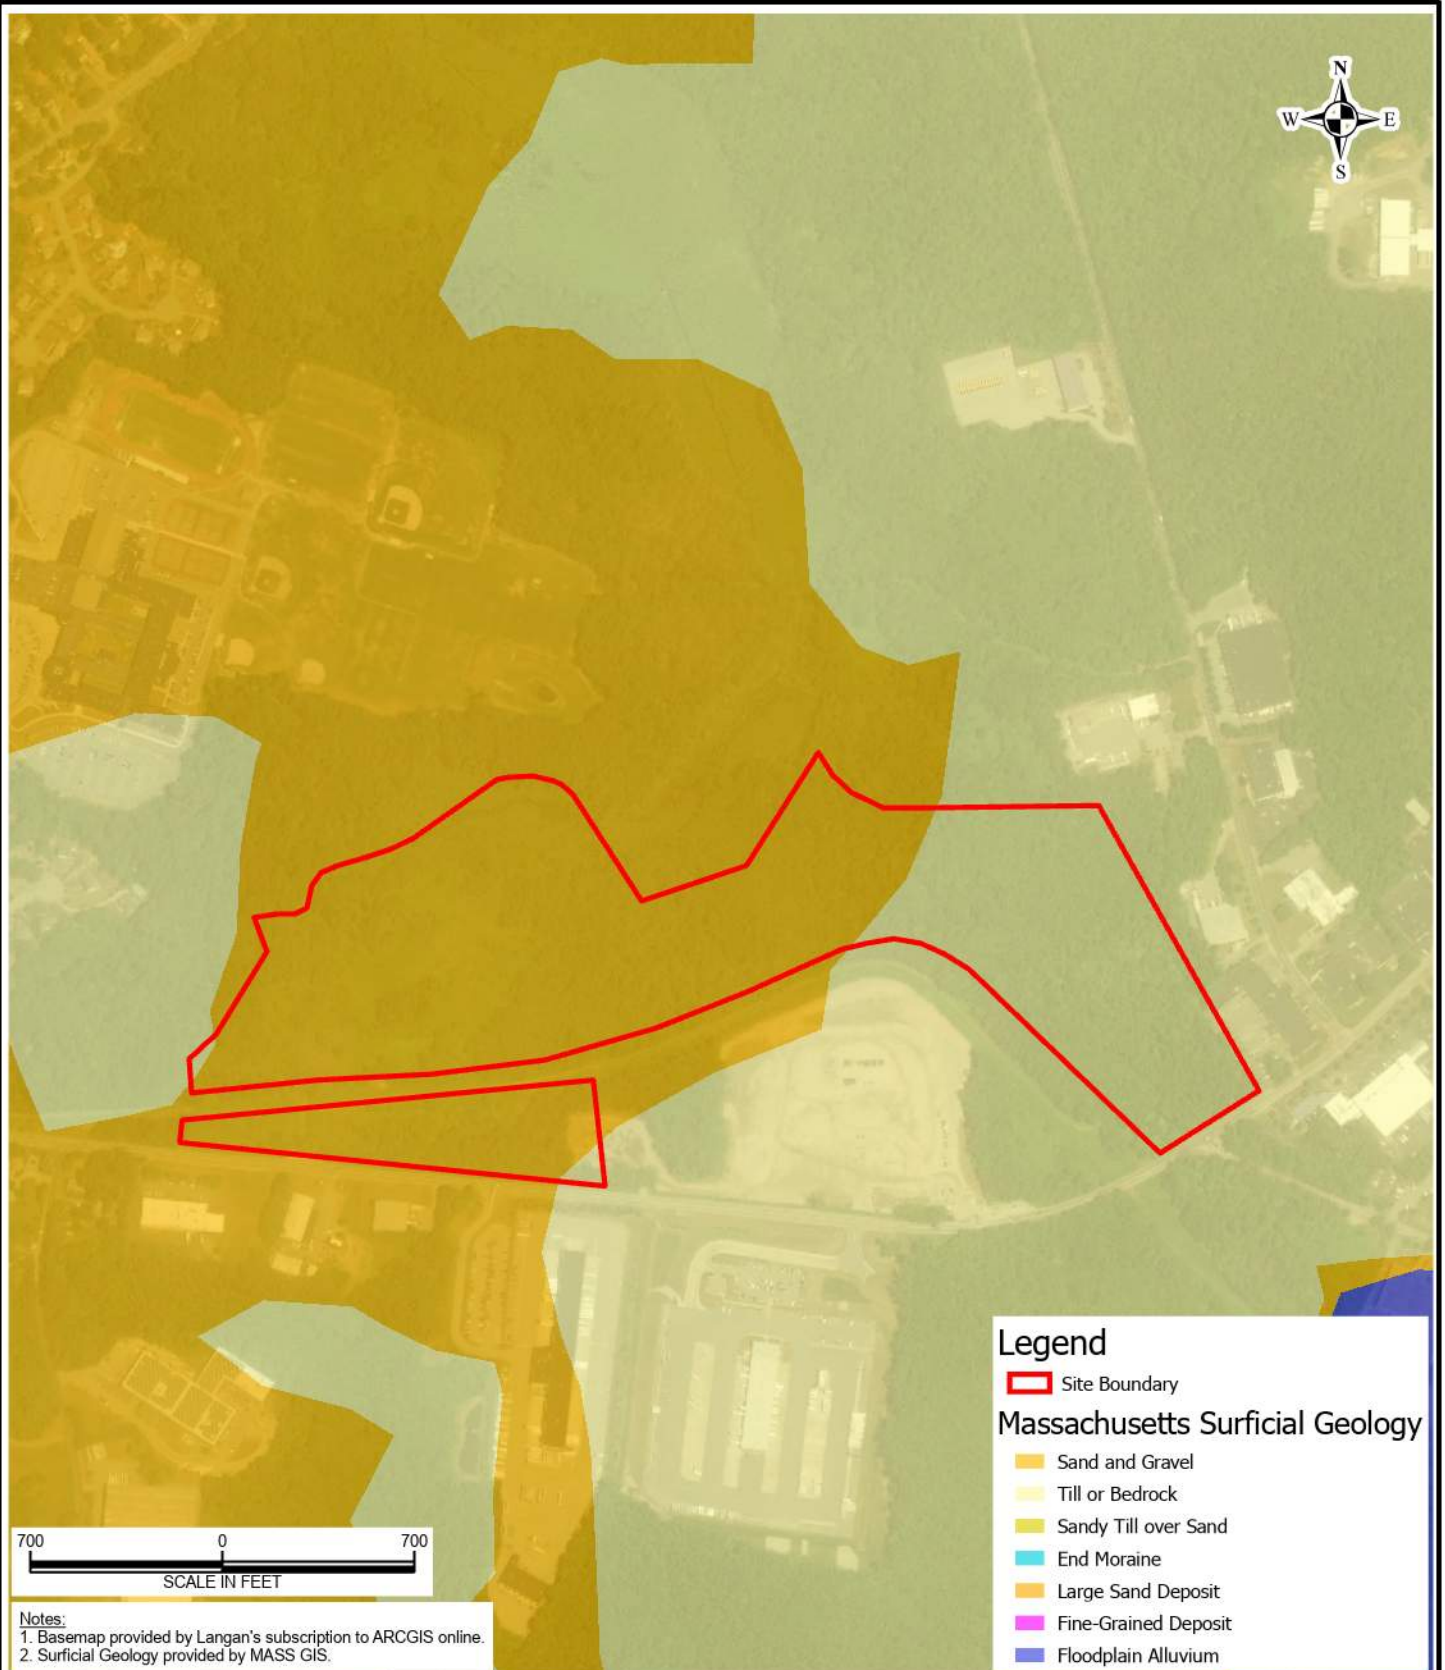 N
W E
S
Legend
Site Boundary
Massachusetts Surficial Geology
Sand and Gravel
Till or Bedrock
Sandy Till over Sand
End Moraine
Large Sand Deposit
Fine-Grained Deposit
Floodplain Alluvium
700 0 700
SCALE IN FEET
Notes:
1. Basemap provided by Langan's subscription to ARCGIS online.
2. Surficial Geology provided by MASS GIS.